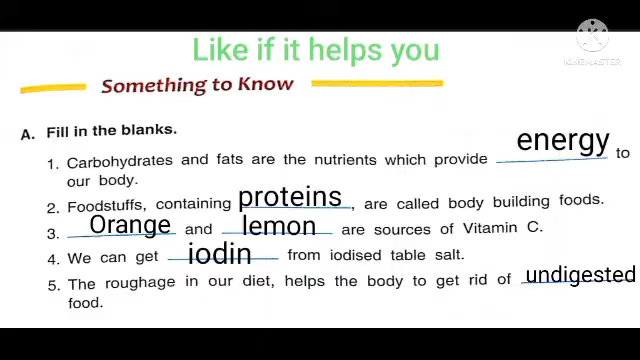 Like if it helps you
KINEMASTER
Something to Know
A. Fill in the blanks.
1. Carbohydrates and fats are the nutrients which provide energy to
our body.
2. Foodstuffs, containing proteins, are called body building foods.
3. Orange and lemon are sources of Vitamin C.
4. We can get iodin from iodised table salt.
5. The roughage in our diet, helps the body to get rid of undigested
food.